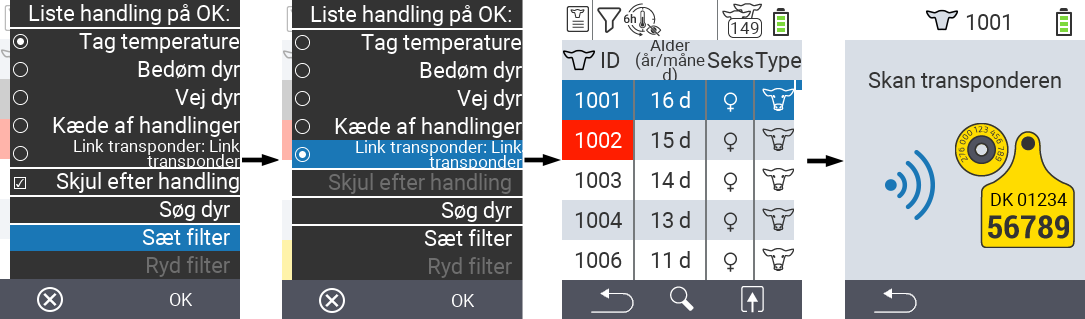 Liste handling på OK:
Tag temperature
Bedøm dyr
Vej dyr
Kæde af handlinger
Link transponder: Link
transponder
Skjul efter handling
Søg dyr
Sæt filter
Ryd filter
OK
Liste handling på OK:
Tag temperature
Bedøm dyr
Vej dyr
Kæde af handlinger
Link transponder: Link
transponder
Skjul efter handling
Søg dyr
Sæt filter
Ryd filter
OK
6h
149
ID
Alder
(år/måne
d)
Seks
Type
1001 16 d ♀
1002 15 d ♀
1003 14 d ♀
1004 13 d ♀
1006 11 d ♀
1001
Skan transponderen
276 000 123 456 789
DK 01234
56789